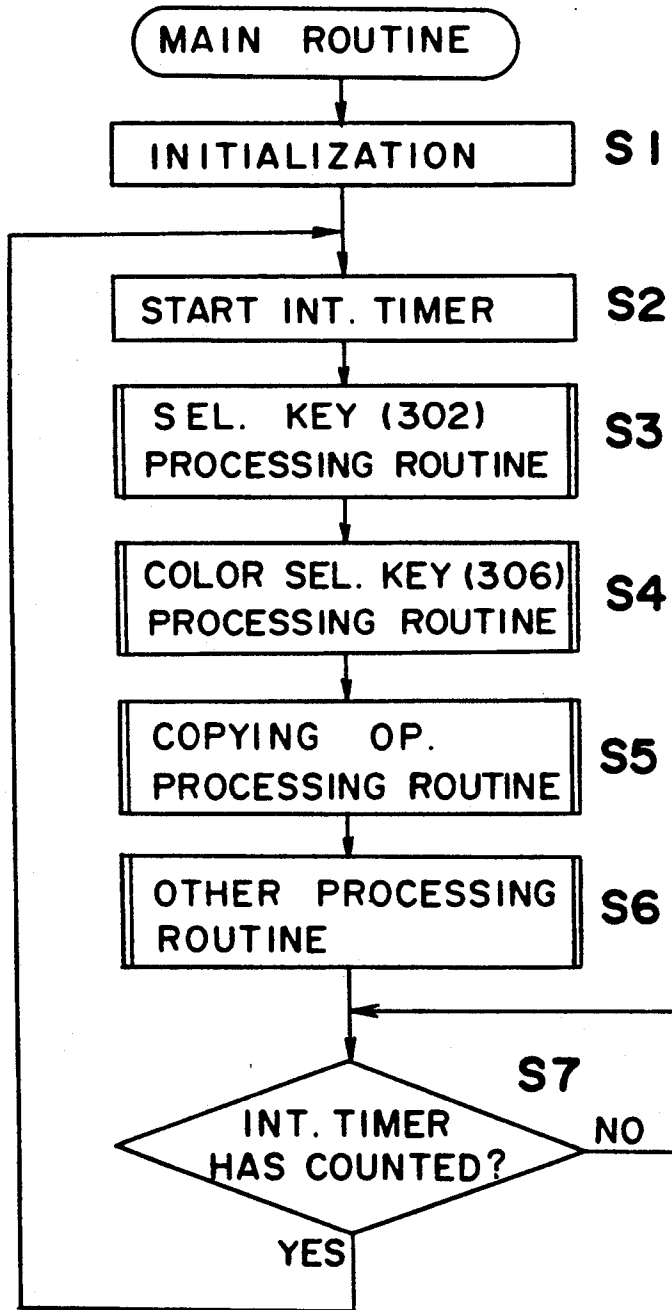 MAIN ROUTINE
INITIALIZATION
S1
START INT. TIMER
S2
SEL. KEY (302)
PROCESSING ROUTINE
S3
COLOR SEL. KEY (306)
PROCESSING ROUTINE
S4
COPYING OP.
PROCESSING ROUTINE
S5
OTHER PROCESSING
ROUTINE
S6
S7
INT. TIMER
HAS COUNTED?
NO
YES